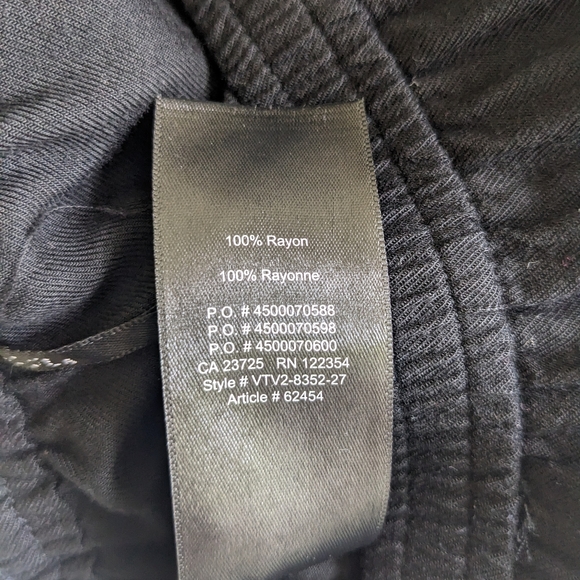 100% Rayon
100% Rayonne
P.O. # 4500070588
P.O. # 4500070598
P.O. # 4500070600
CA 23725 RN 122354
Style # VTV2-8352-27
Article # 62454